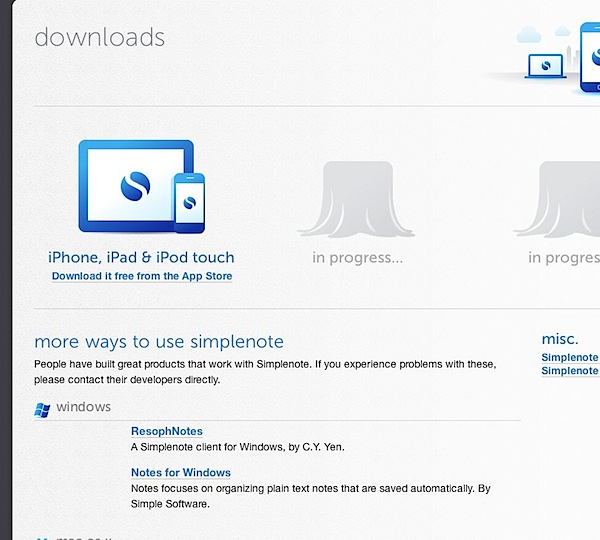 downloads
iPhone, iPad & iPod touch
Download it free from the App Store
in progress...
in progres
more ways to use simplenote
People have built great products that work with Simplenote. If you experience problems with these,
please contact their developers directly.
misc.
Simplenote
Simplenote
windows
ResophNotes
A Simplenote client for Windows, by C.Y. Yen.
Notes for Windows
Notes focuses on organizing plain text notes that are saved automatically. By
Simple Software.